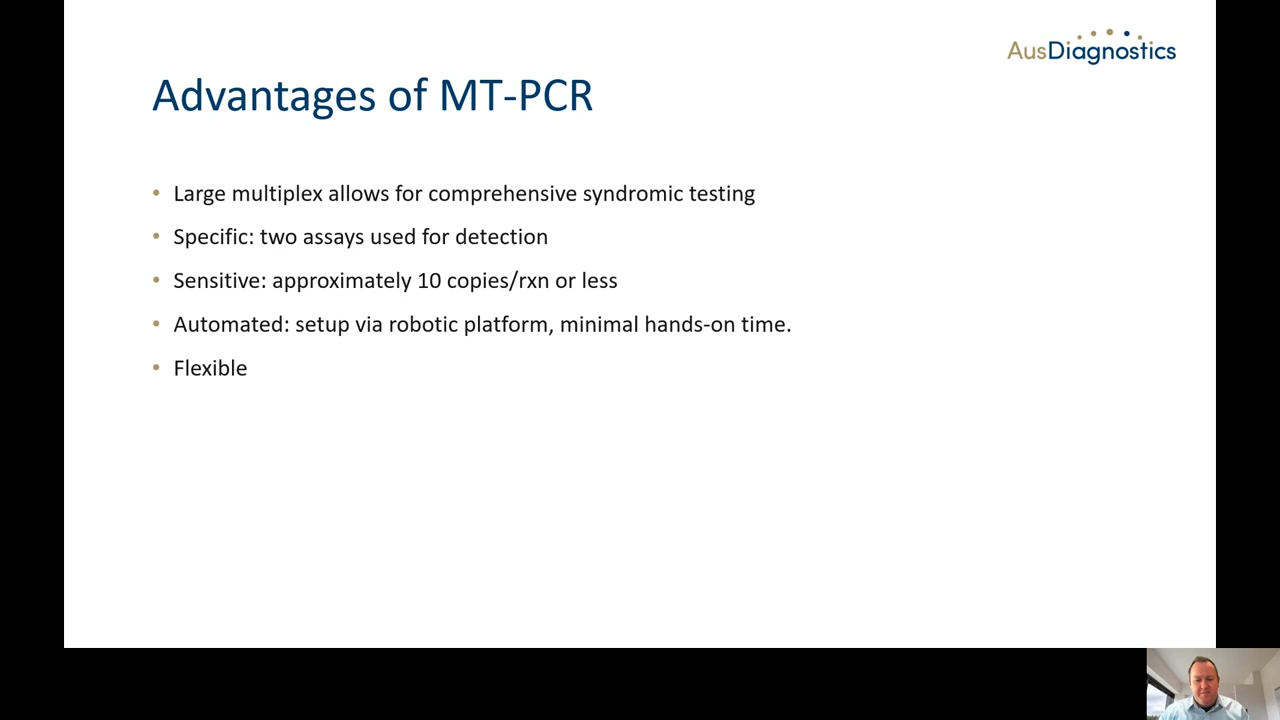 AusDiagnostics
Advantages of MT-PCR
• Large multiplex allows for comprehensive syndromic testing
• Specific: two assays used for detection
• Sensitive: approximately 10 copies/rxn or less
• Automated: setup via robotic platform, minimal hands-on time.
• Flexible